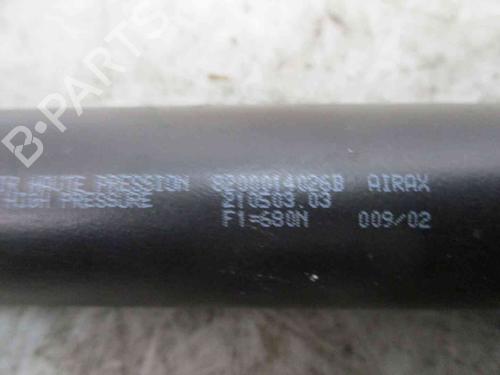 HAUTE PRESSION 8200014026B AIRAX
HIGH PRESSURE 210503.03
F1=680N 009/02
B-PARTS